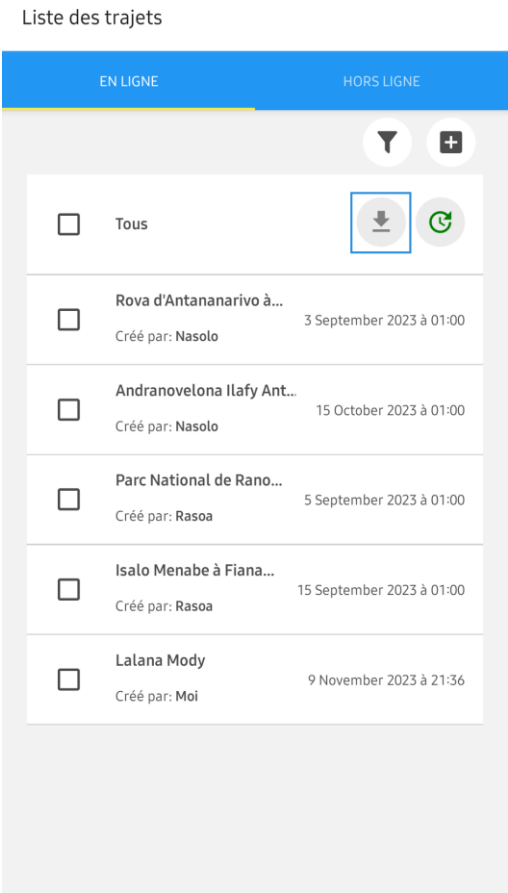 Liste des trajets
EN LIGNE
HORS LIGNE
Tous
Rova d'Antananarivo à...
3 September 2023 à 01:00
Créé par: Nasolo
Andranovelona Ilafy Ant...
15 October 2023 à 01:00
Créé par: Nasolo
Parc National de Rano...
5 September 2023 à 01:00
Créé par: Rasoa
Isalo Menabe à Fiana...
15 September 2023 à 01:00
Créé par: Rasoa
Lalana Mody
9 November 2023 à 21:36
Créé par: Moi